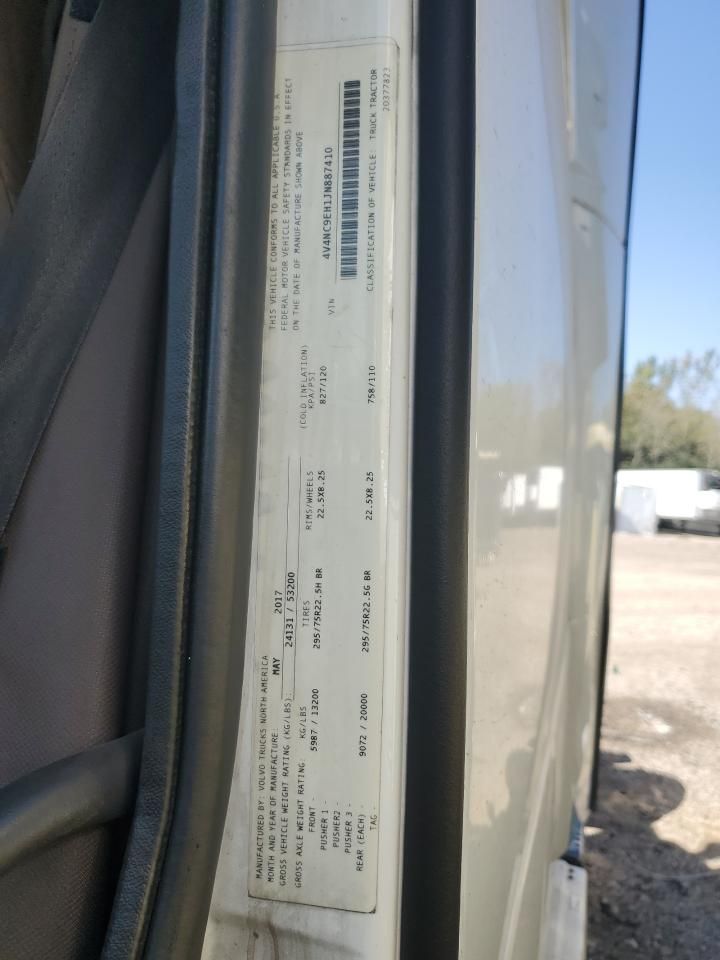 MANUFACTURED BY: VOLVO TRUCKS NORTH AMERICA
MONTH AND YEAR OF MANUFACTURE: MAY 2017
GROSS VEHICLE WEIGHT RATING (KG/LBS): 24131 / 53200
GROSS AXLE WEIGHT RATING: KG/LBS TIRES RIMS/WHEELS (COLD INFLATION) KPA/PSI
FRONT - 5987 / 13200 295/75R22.5H BR 22.5X8.25 827/120
PUSHER 1 -
PUSHER2 -
PUSHER 3 -
REAR (EACH) - 9072 / 20000 295/75R22.5G BR 22.5X8.25 758/110
TAG -
THIS VEHICLE CONFORMS TO ALL APPLICABLE U.S.A
FEDERAL MOTOR VEHICLE SAFETY STANDARDS IN EFFECT
ON THE DATE OF MANUFACTURE SHOWN ABOVE
4V4NC9EH1JN887410
VIN
CLASSIFICATION OF VEHICLE: TRUCK TRACTOR
20377823